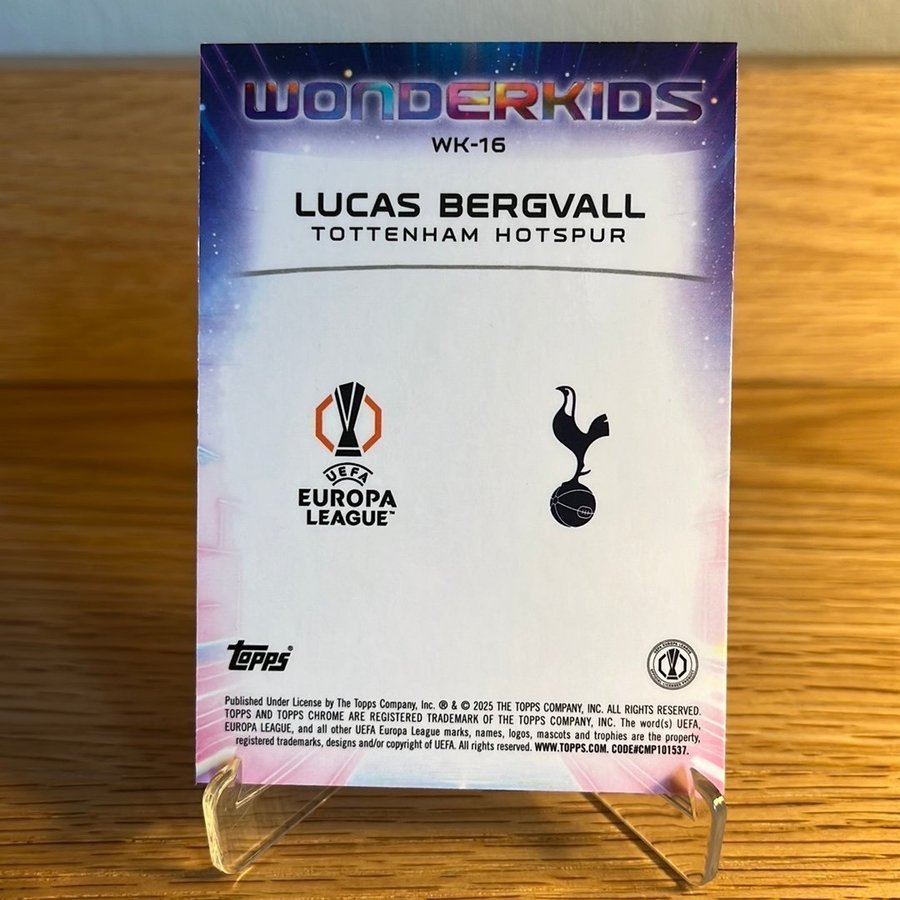 WONDERKIDS
WK-16
LUCAS BERGVALL
TOTTENHAM HOTSPUR
UEFA
EUROPA
LEAGUE™
topps®
Published Under License by The Topps Company, Inc. ® & © 2025 THE TOPPS COMPANY, INC. ALL RIGHTS RESERVED.
TOPPS AND TOPPS CHROME ARE REGISTERED TRADEMARK OF THE TOPPS COMPANY, INC. The word(s) UEFA,
EUROPA LEAGUE, and all other UEFA Europa League marks, names, logos, mascots and trophies are the property,
registered trademarks, designs and/or copyright of UEFA. All rights reserved. WWW.TOPPS.COM. CODE#CMP101537.